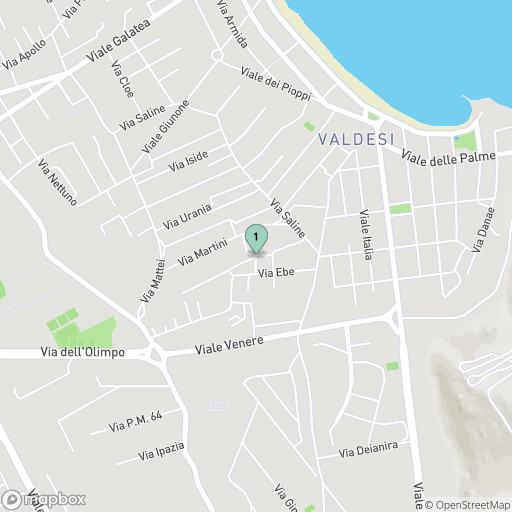 Via Apollo
Viale Galatea
Via Armida
Via Cloe
Viale dei Pioppi
Via Saline
Viale Giunone
VALDESI
Via Iside
Viale delle Palme
Via Nettuno
Via Urania
Via Saline
Viale Italia
Via Danae
Via Martini
1
Via Mattei
Via Ebe
Viale Venere
Via dell'Olimpo
Via P.M. 64
Via Ipazia
Via Deianira
Viale
Viale
mapbox
© OpenStreetMap